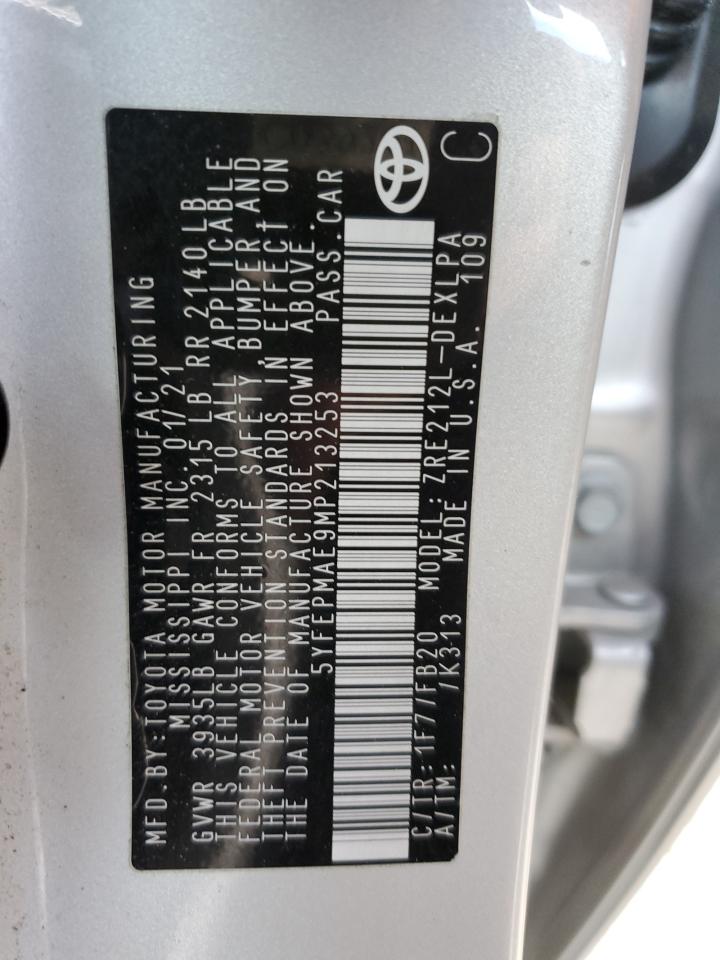 MFD.BY:TOYOTA MOTOR MANUFACTURING
MISSISSIPPI INC. 01/21
GVWR 3935LB GAWR FR 2315 LB RR 2140LB
THIS VEHICLE CONFORMS TO ALL APPLICABLE
FEDERAL MOTOR VEHICLE SAFETY, BUMPER, AND
THEFT PREVENTION STANDARDS IN EFFECT ON
THE DATE OF MANUFACTURE SHOWN ABOVE.
5YFEPMAE9MP213253 PASS.CAR
C/TR: 1F7/FB20 MODEL: ZRE212L-DEXLPA
A/TM: /K313 MADE IN U.S.A. 109
C